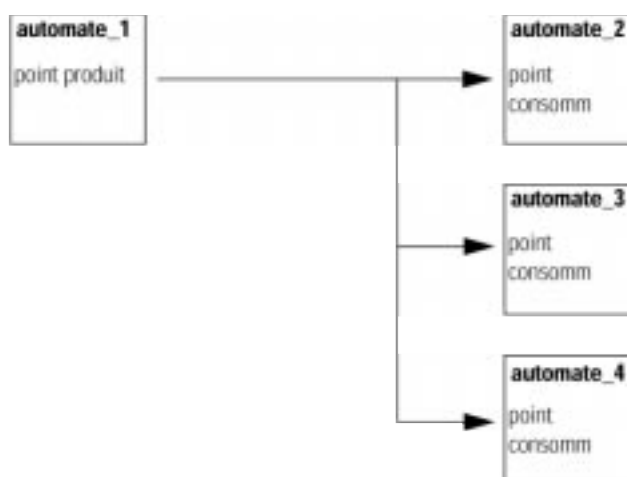 automate_1
point produit
automate_2
point
consomm
automate_3
point
consomm
automate_4
point
consomm